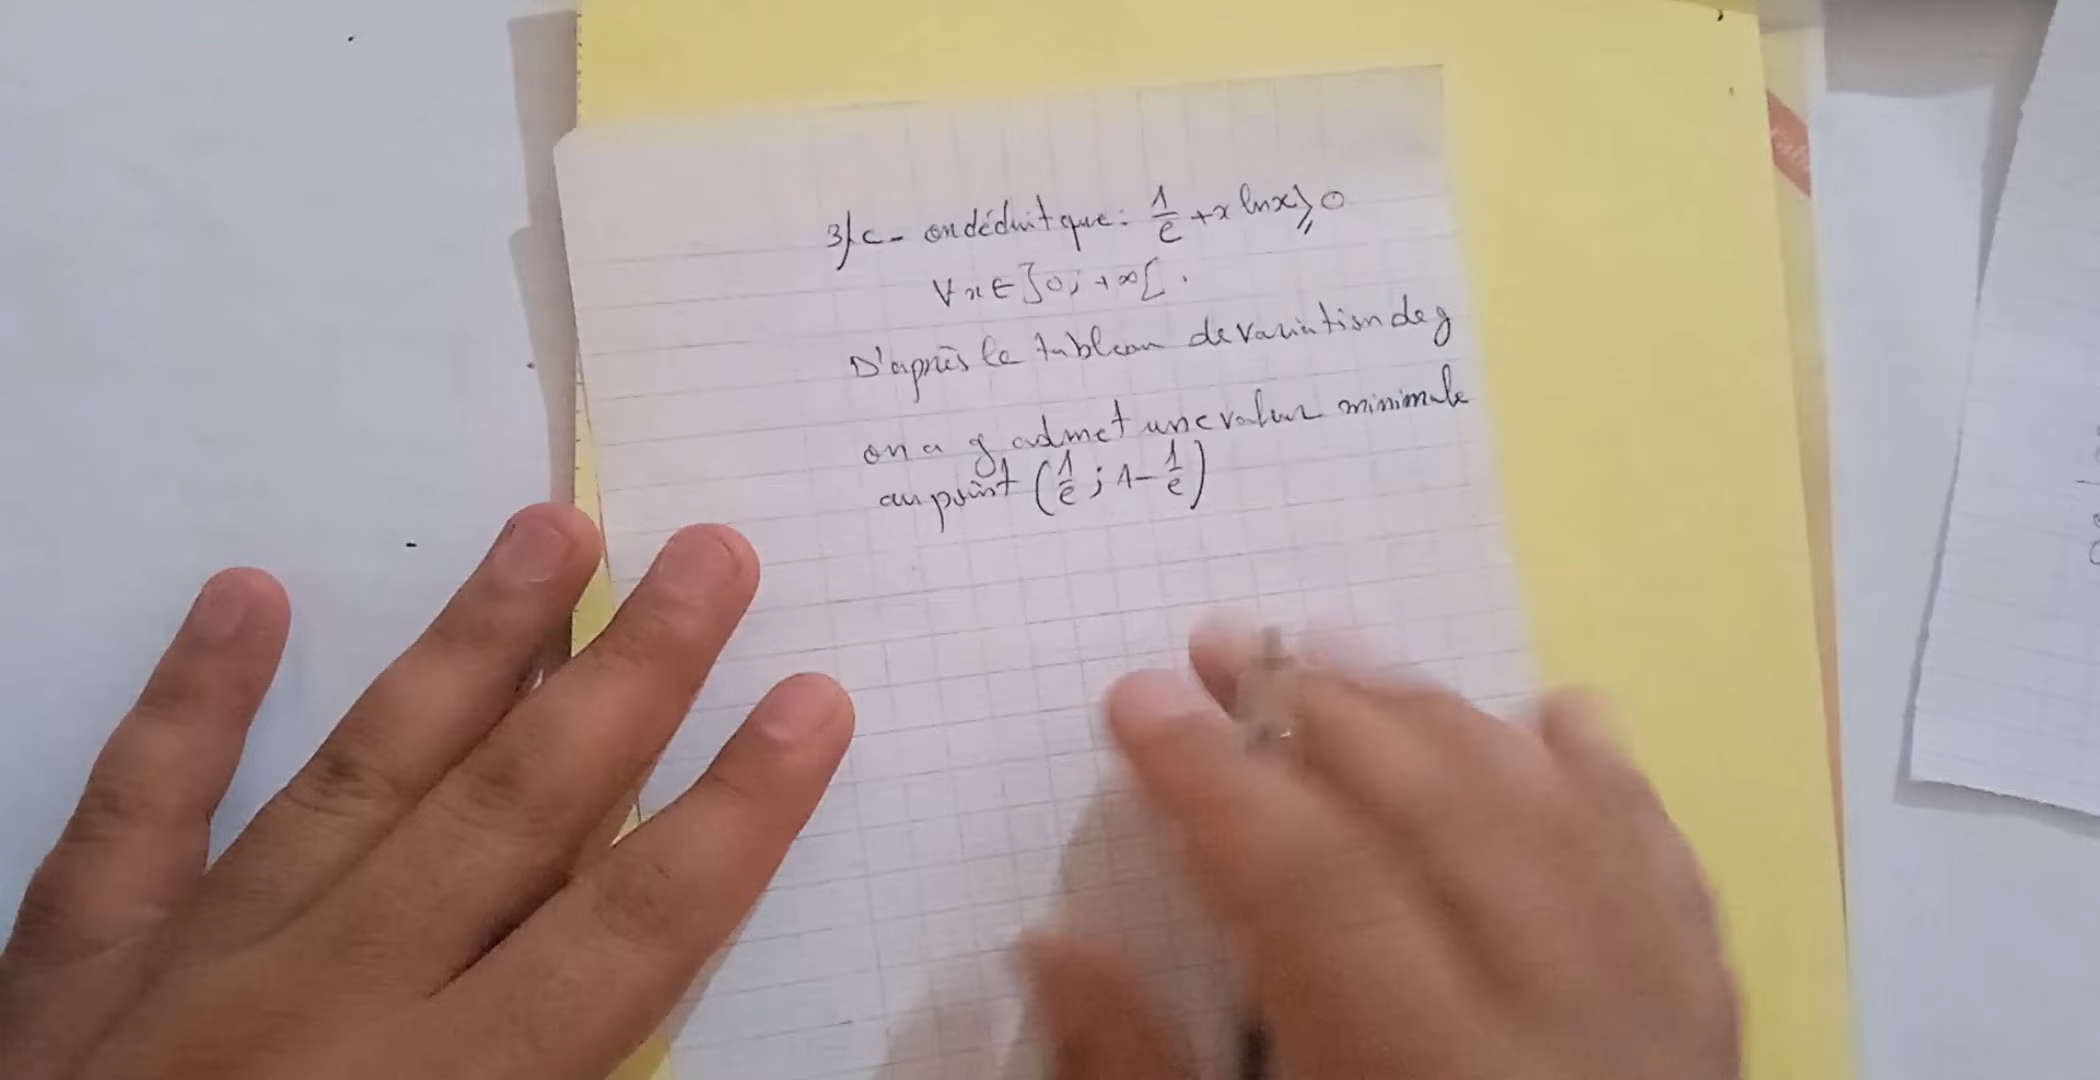 3/c- on déduit que : 1/e + x ln x ⩾ 0
∀x ∈ ]0; +∞[.
D'après le tableau de variation de g
on a g admet une valeur minimale
au point (1/e ; 1 - 1/e)